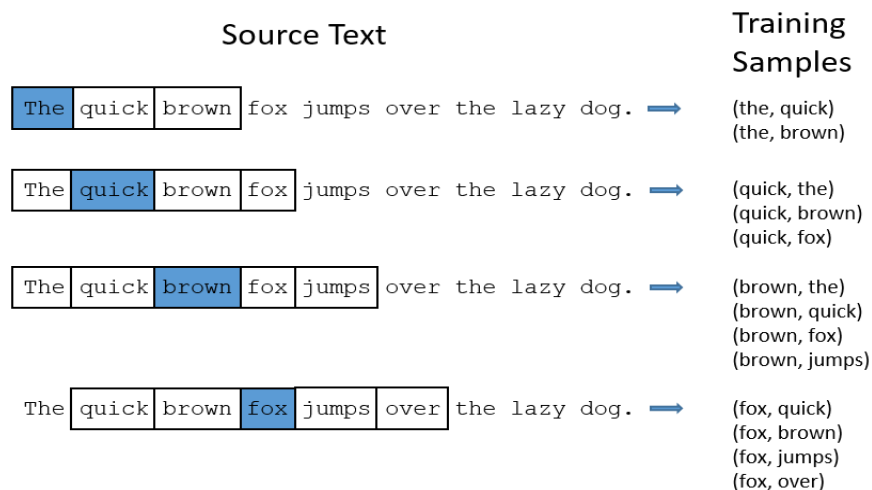 Source Text
Training
Samples
The quick brown fox jumps over the lazy dog.
(the, quick)
(the, brown)
The quick brown fox jumps over the lazy dog.
(quick, the)
(quick, brown)
(quick, fox)
The quick brown fox jumps over the lazy dog.
(brown, the)
(brown, quick)
(brown, fox)
(brown, jumps)
The quick brown fox jumps over the lazy dog.
(fox, quick)
(fox, brown)
(fox, jumps)
(fox, over)